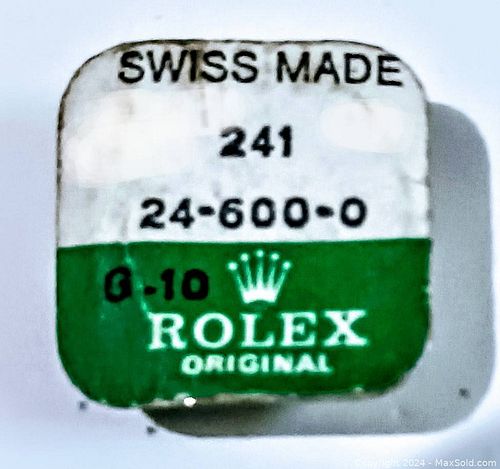 SWISS MADE
241
24-600-0
G-10
ROLEX
ORIGINAL
Copyright 2024 - MaxSold.com